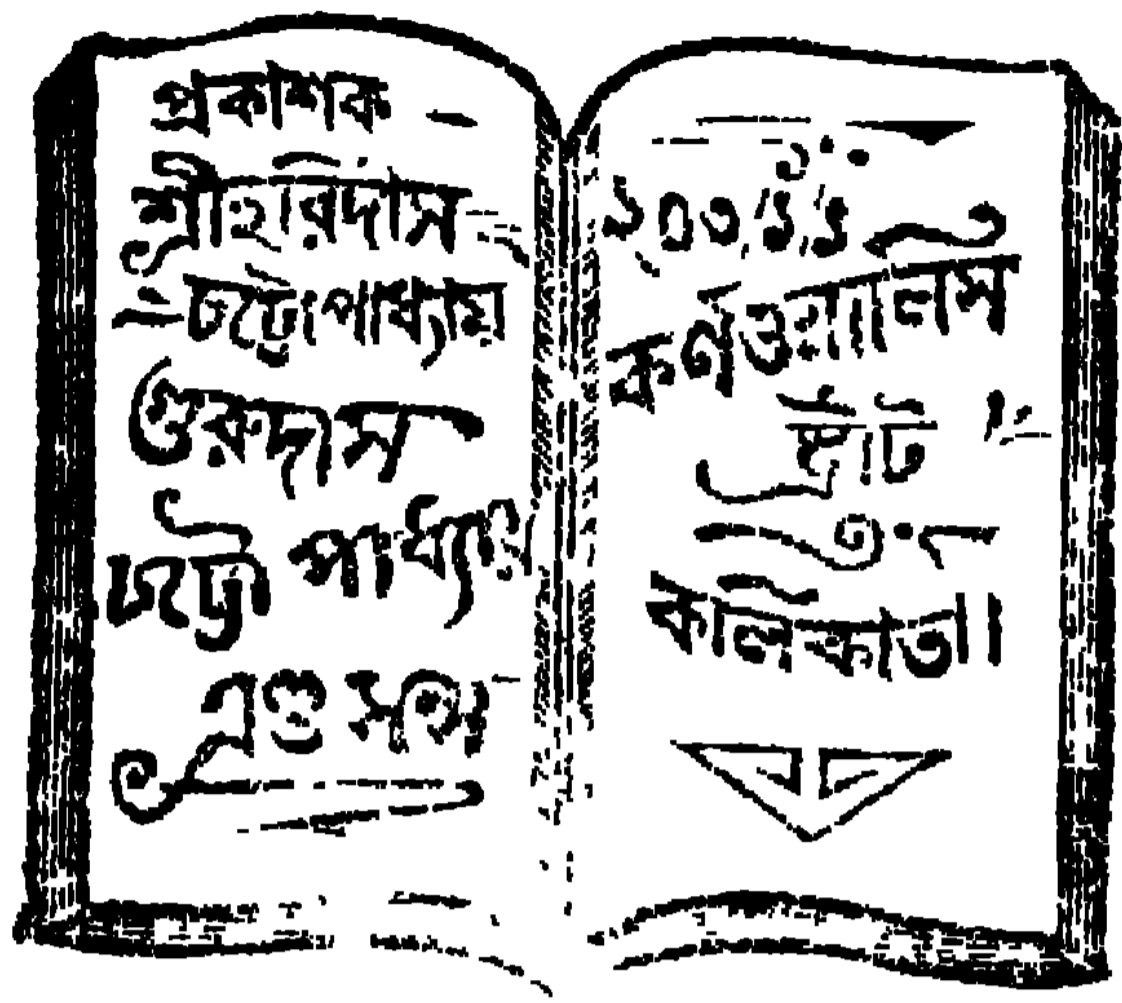 প্রকাশক
শ্রীহরিদাস
চট্টোপাধ্যায়
গুরুদাস
চট্টোপাধ্যায়
এণ্ড সন্স
২০৩/১/১
কর্ণওয়ালিস
ষ্ট্রীট
কলিকাতা।